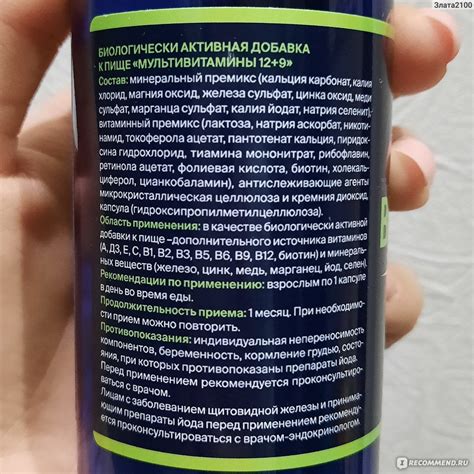 Злата2100
БИОЛОГИЧЕСКИ АКТИВНАЯ ДОБАВКА
К ПИЩЕ «МУЛЬТИВИТАМИНЫ 12+9»
Состав: минеральный премикс (кальция карбонат, калия
хлорид, магния оксид, железа сульфат, цинка оксид, меди
сульфат, марганца сульфат, калия йодат, натрия селенит),
витаминный премикс (лактоза, натрия аскорбат, никоти-
намид, токоферола ацетат, пантотенат кальция, пиридок-
сина гидрохлорид, тиамина мононитрат, рибофлавин,
ретинола ацетат, фолиевая кислота, биотин, холекаль-
циферол, цианкобаламин), антислеживающие агенты
микрокристаллическая целлюлоза и кремния диоксид,
капсула (гидроксипропилметилцеллюлоза).
Область применения: в качестве биологически активной
добавки к пище –дополнительного источника витаминов
(А, Д3, Е, С, В1, В2, В3, В5, В6, В9, В12, биотин) и минераль-
ных веществ (железо, цинк, медь, марганец, йод, селен).
Рекомендации по применению: взрослым по 1 капсуле
в день во время еды.
Продолжительность приема: 1 месяц. При необходимо-
сти прием можно повторить.
Противопоказания: индивидуальная непереносимость
компонентов, беременность, кормление грудью, состо-
яния, при которых противопоказаны препараты йода.
Перед применением рекомендуется проконсультиро-
ваться с врачом.
Лицам с заболеванием щитовидной железы и принима-
ющим препараты йода перед применением рекоменду-
ется проконсультироваться с врачом-эндокринологом.
IRECOMMEND.RU